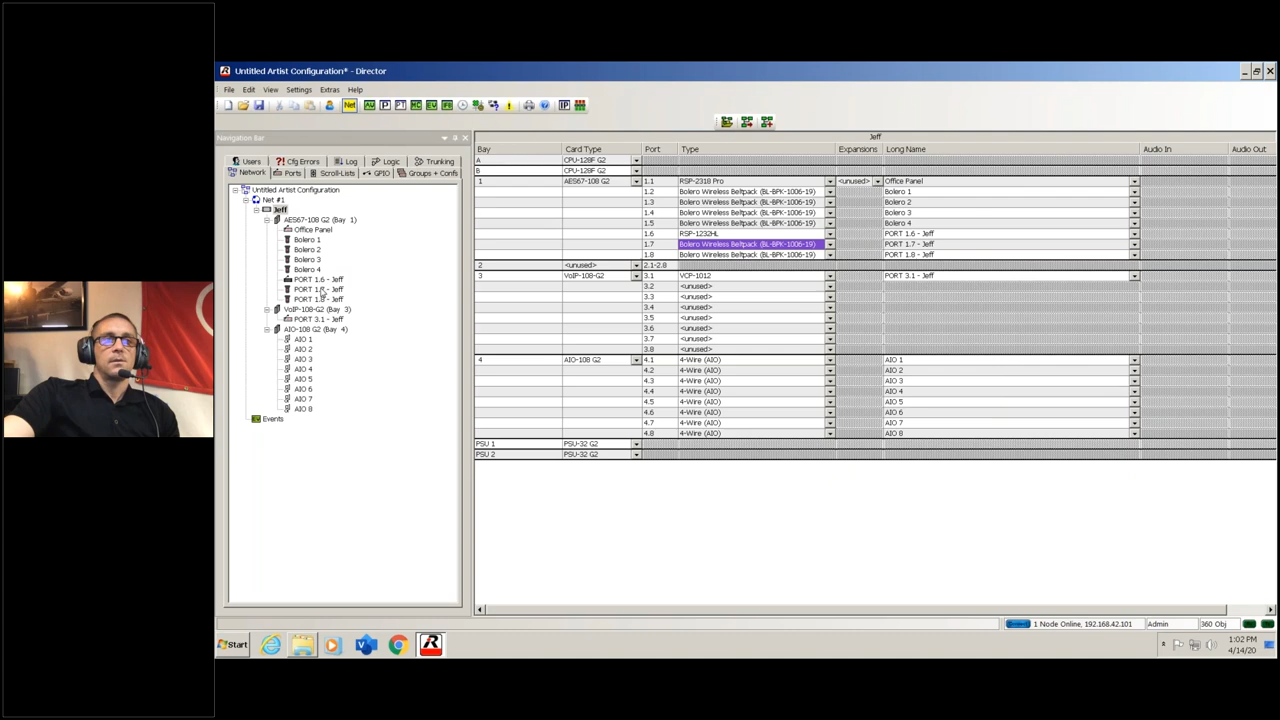 Untitled Artist Configuration* - Director
File Edit View Settings Extras Help
Net
Navigation Bar
Users Cfg Errors Log Logic Trunking
Network Ports Scroll-Lists GPIO Groups + Confs
Untitled Artist Configuration
Net #1
Jeff
AES67-108 G2 (Bay 1)
Office Panel
Bolero 1
Bolero 2
Bolero 3
Bolero 4
PORT 1.6 - Jeff
PORT 1. - Jeff
PORT 1.8 - Jeff
VoIP-108-G2 (Bay 3)
PORT 3.1 - Jeff
AIO-108 G2 (Bay 4)
AIO 1
AIO 2
AIO 3
AIO 4
AIO 5
AIO 6
AIO 7
AIO 8
Events
Jeff
Bay Card Type Port Type Expansions Long Name Audio In Audio Out
A CPU-128F G2
B CPU-128F G2
1 AES67-108 G2 1.1 RSP-2318 Pro <unused> Office Panel
1.2 Bolero Wireless Beltpack (BL-BPK-1006-19) Bolero 1
1.3 Bolero Wireless Beltpack (BL-BPK-1006-19) Bolero 2
1.4 Bolero Wireless Beltpack (BL-BPK-1006-19) Bolero 3
1.5 Bolero Wireless Beltpack (BL-BPK-1006-19) Bolero 4
1.6 RSP-1232HL PORT 1.6 - Jeff
1.7 Bolero Wireless Beltpack (BL-BPK-1006-19) PORT 1.7 - Jeff
1.8 Bolero Wireless Beltpack (BL-BPK-1006-19) PORT 1.8 - Jeff
2 <unused> 2.1-2.8
3 VoIP-108-G2 3.1 VCP-1012 PORT 3.1 - Jeff
3.2 <unused>
3.3 <unused>
3.4 <unused>
3.5 <unused>
3.6 <unused>
3.7 <unused>
3.8 <unused>
4 AIO-108 G2 4.1 4-Wire (AIO) AIO 1
4.2 4-Wire (AIO) AIO 2
4.3 4-Wire (AIO) AIO 3
4.4 4-Wire (AIO) AIO 4
4.5 4-Wire (AIO) AIO 5
4.6 4-Wire (AIO) AIO 6
4.7 4-Wire (AIO) AIO 7
4.8 4-Wire (AIO) AIO 8
PSU 1 PSU-32 G2
PSU 2 PSU-32 G2
1 Node Online, 192.168.42.101 Admin 360 Obj
Start
1:02 PM
4/14/20